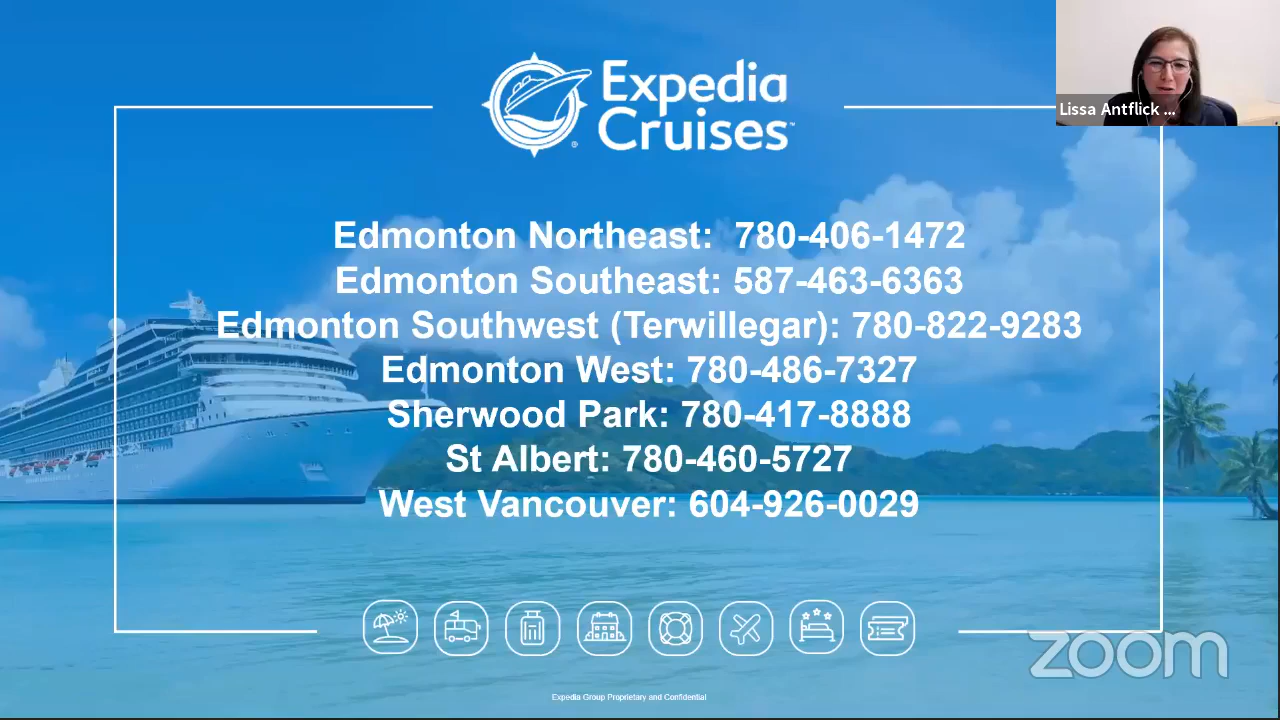 Expedia
Cruises™
Lissa Antflick ...
Edmonton Northeast:  780-406-1472
Edmonton Southeast: 587-463-6363
Edmonton Southwest (Terwillegar): 780-822-9283
Edmonton West: 780-486-7327
Sherwood Park: 780-417-8888
St Albert: 780-460-5727
West Vancouver: 604-926-0029
zoom
Expedia Group Proprietary and Confidential